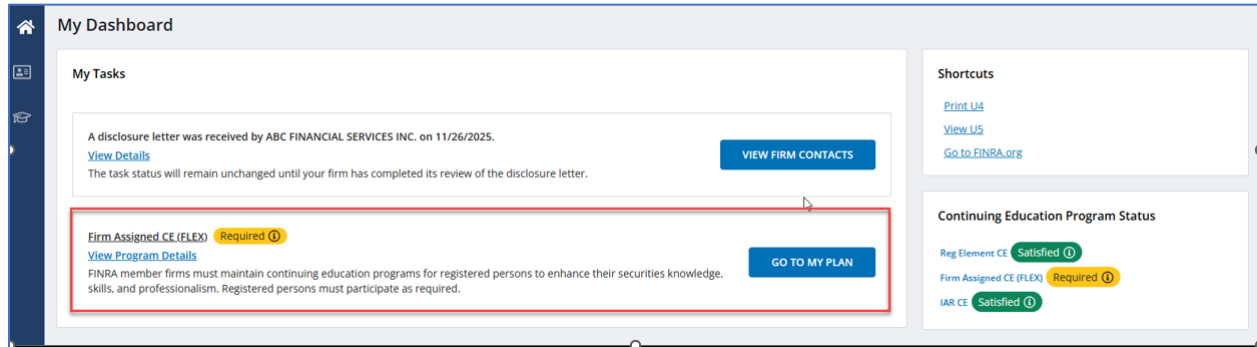 My Dashboard
My Tasks
A disclosure letter was received by ABC FINANCIAL SERVICES INC. on 11/26/2025.
View Details
The task status will remain unchanged until your firm has completed its review of the disclosure letter.
VIEW FIRM CONTACTS
Firm Assigned CE (FLEX) Required
View Program Details
FINRA member firms must maintain continuing education programs for registered persons to enhance their securities knowledge,
skills, and professionalism. Registered persons must participate as required.
GO TO MY PLAN
Shortcuts
Print U4
View U5
Go to FINRA.org
Continuing Education Program Status
Reg Element CE Satisfied
Firm Assigned CE (FLEX) Required
IAR CE Satisfied